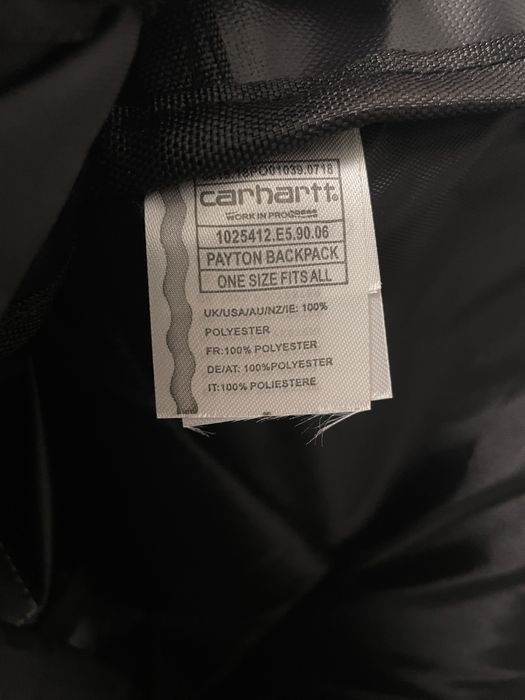 carhartt®
WORK IN PROGRESS
1025412.E5.90.06
PAYTON BACKPACK
ONE SIZE FITS ALL
UK/USA/AU/NZ/IE: 100%
POLYESTER
FR:100% POLYESTER
DE/AT: 100%POLYESTER
IT:100% POLIESTERE